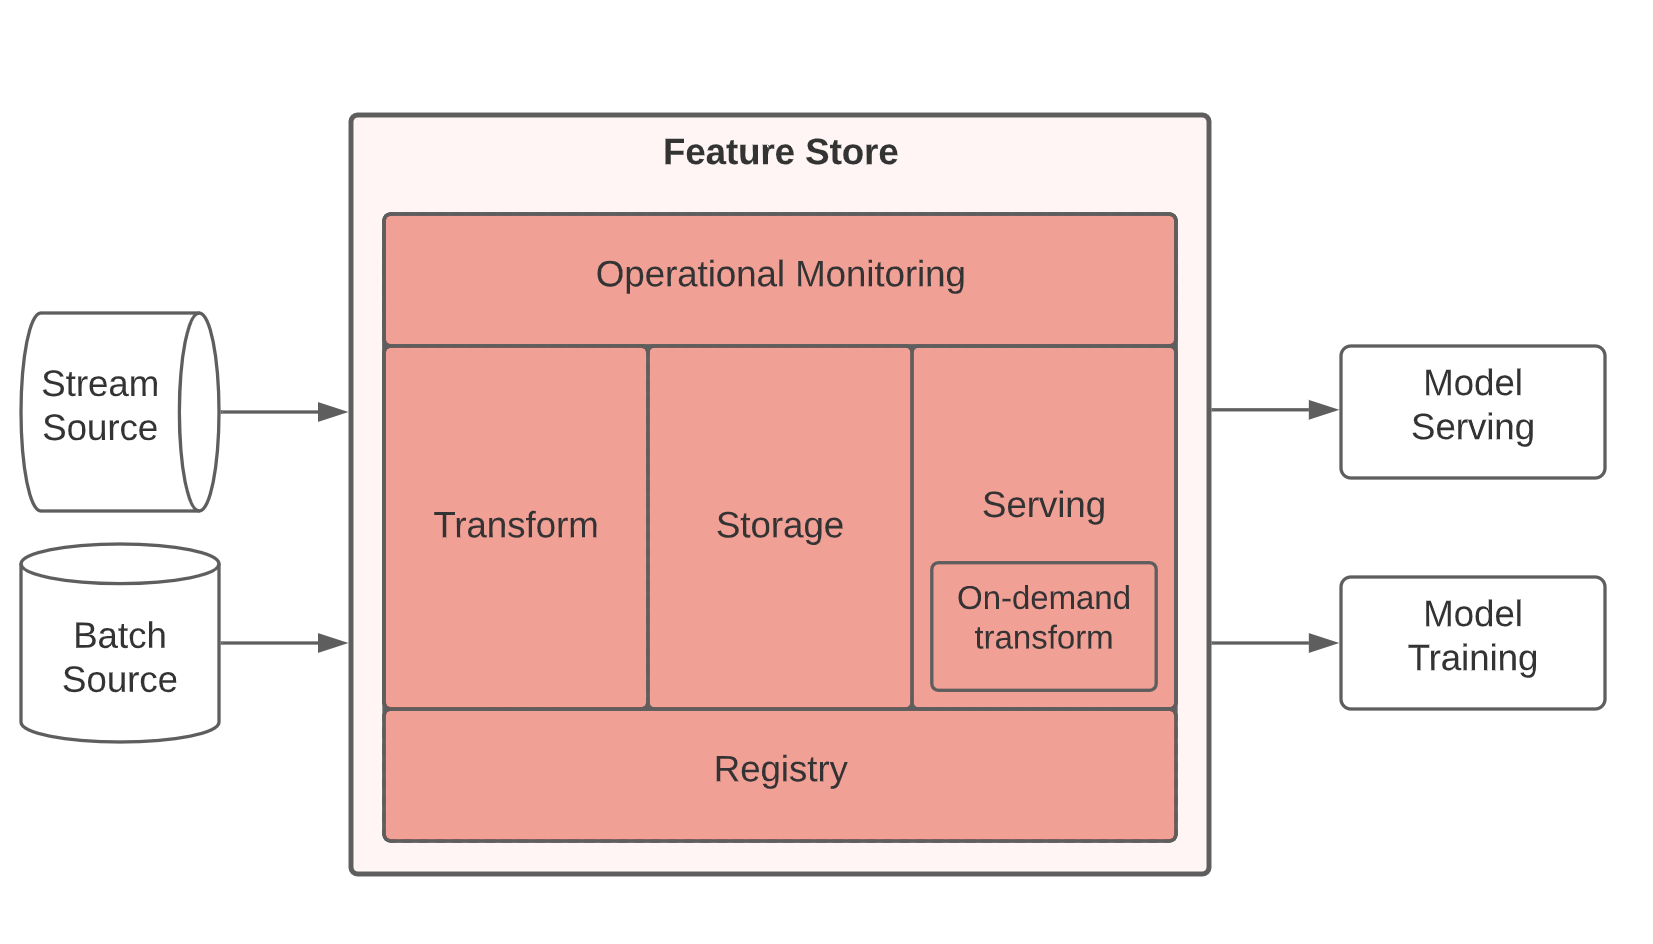 Feature Store
Operational Monitoring
Stream
Source
Batch
Source
Transform
Storage
Serving
On-demand
transform
Registry
Model
Serving
Model
Training